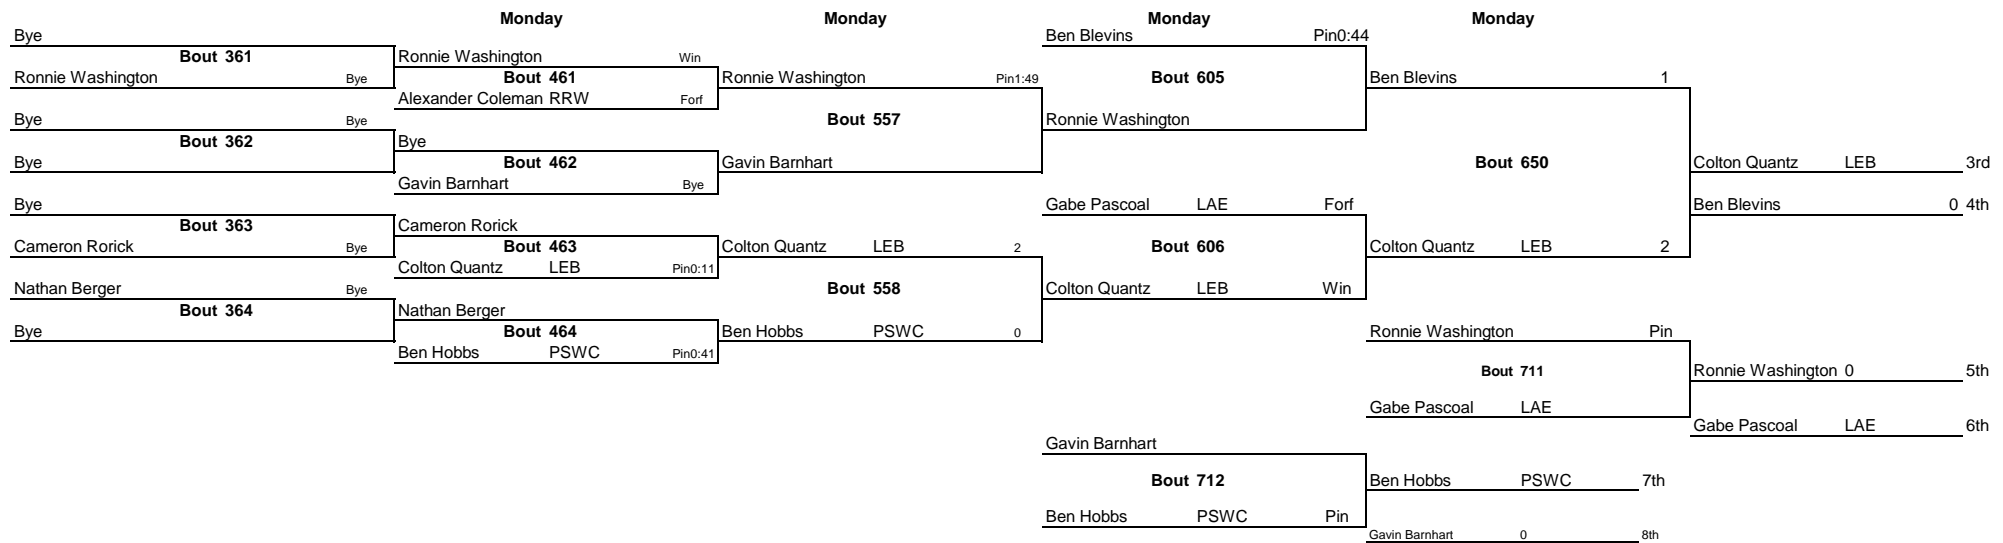 Monday Monday Monday Monday
Bye Ben Blevins Pin0:44
Bout 361 Ronnie Washington Win
Ronnie Washington Bye Bout 461 Ronnie Washington Pin1:49 Bout 605 Ben Blevins 1
Alexander Coleman RRW Forf
Bye Bye Bout 557 Ronnie Washington
Bout 362 Bye
Bye Bout 462 Gavin Barnhart Bout 650 Colton Quantz LEB 3rd
Gavin Barnhart Bye
Bye Gabe Pascoal LAE Forf Ben Blevins 0 4th
Bout 363 Cameron Rorick
Cameron Rorick Bye Bout 463 Colton Quantz LEB 2 Bout 606 Colton Quantz LEB 2
Colton Quantz LEB Pin0:11
Nathan Berger Bye Bout 558 Colton Quantz LEB Win
Bout 364 Nathan Berger
Bye Bout 464 Ben Hobbs PSWC 0 Ronnie Washington Pin
Ben Hobbs PSWC Pin0:41
Bout 711 Ronnie Washington 0 5th
Gabe Pascoal LAE
Gabe Pascoal LAE 6th
Gavin Barnhart
Bout 712 Ben Hobbs PSWC 7th
Ben Hobbs PSWC Pin
Gavin Barnhart 0 8th